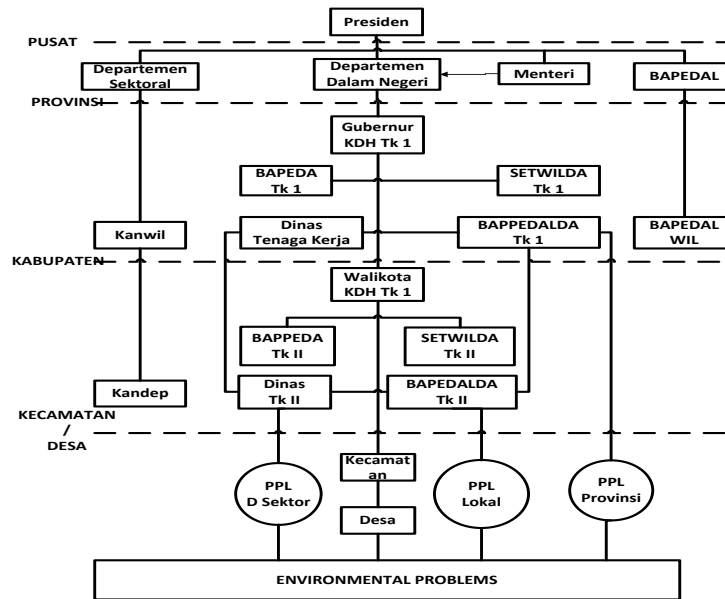 Presiden
PUSAT
Departemen
Sektoral
Departemen
Dalam Negeri
Menteri
BAPEDAL
PROVINSI
Gubernur
KDH Tk 1
BAPEDA
Tk 1
SETWILDA
Tk 1
Kanwil
Dinas
Tenaga Kerja
BAPPEDALDA
Tk 1
BAPEDAL
WIL
KABUPATEN
Walikota
KDH Tk 1
BAPPEDA
Tk II
SETWILDA
Tk II
Kandep
Dinas
Tk II
BAPEDALDA
Tk II
KECAMATAN
/
DESA
PPL
D Sektor
Kecamat
an
Desa
PPL
Lokal
PPL
Provinsi
ENVIRONMENTAL PROBLEMS